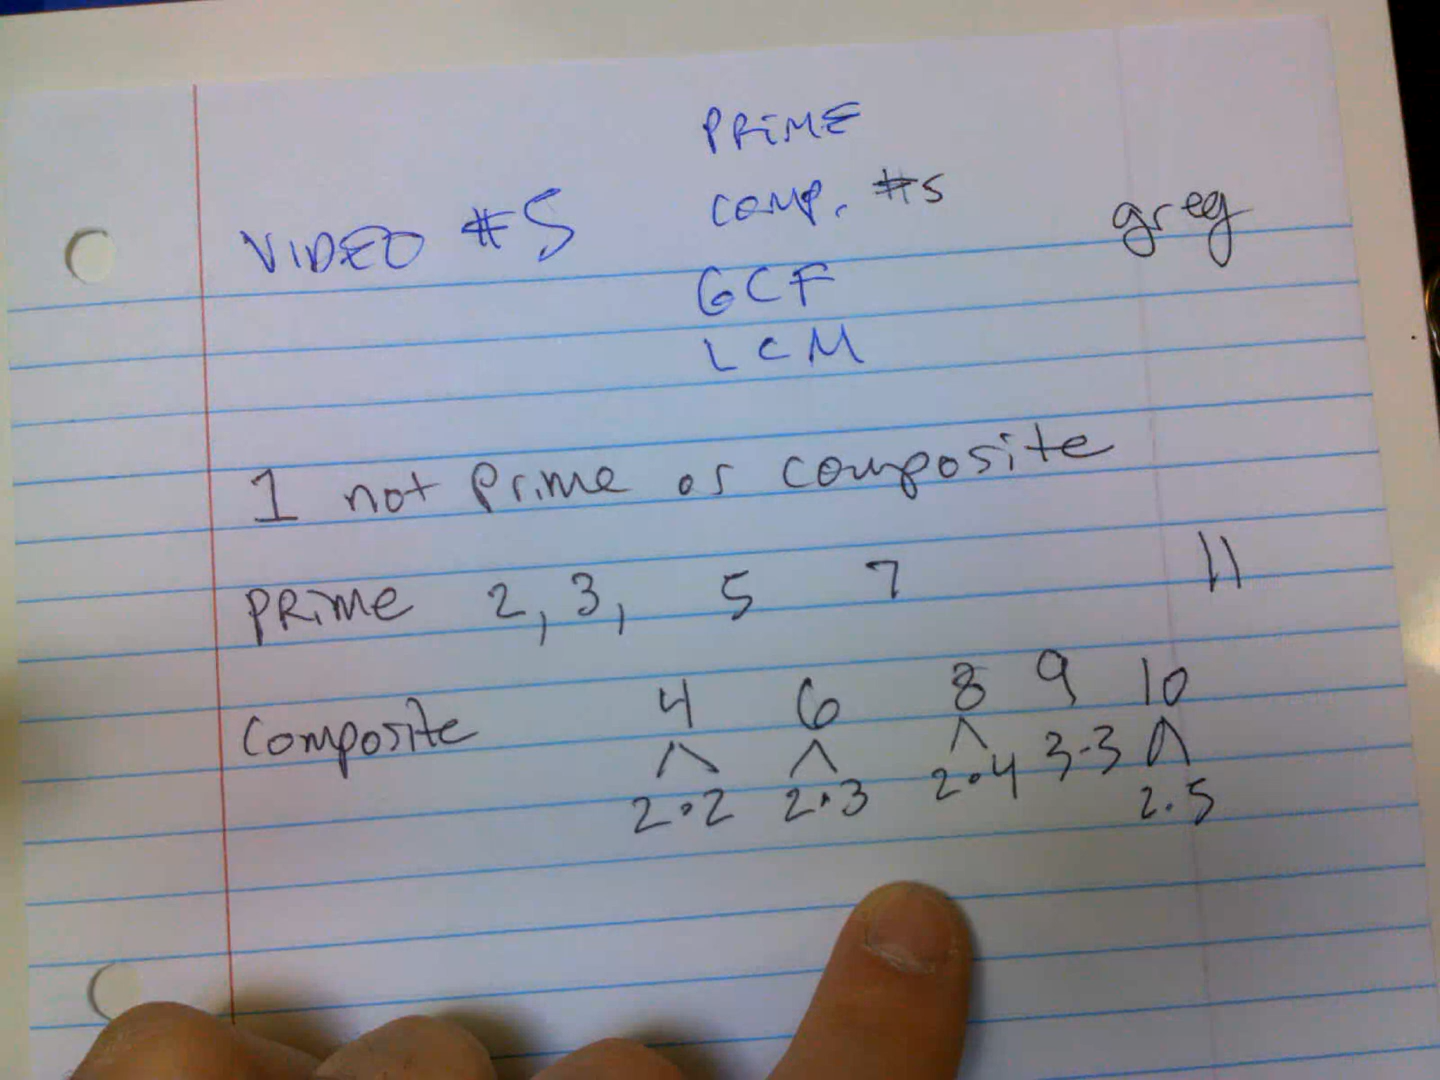 PRIME
COMP. #s
VIDEO #5
greg
GCF
LCM
1 not Prime or composite
PRIME 2, 3, 5 7 11
Composite 4 6 8 9 10
2·2 2·3 2·4 3·3 2·5